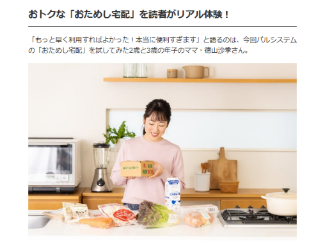 おトクな「おためし宅配」を読者がリアル体験！
「もっと早く利用すればよかった！本当に便利すぎます」と語るのは、今回パルシステム
の「おためし宅配」を試してみた2歳と3歳の年子のママ・徳山沙季さん。